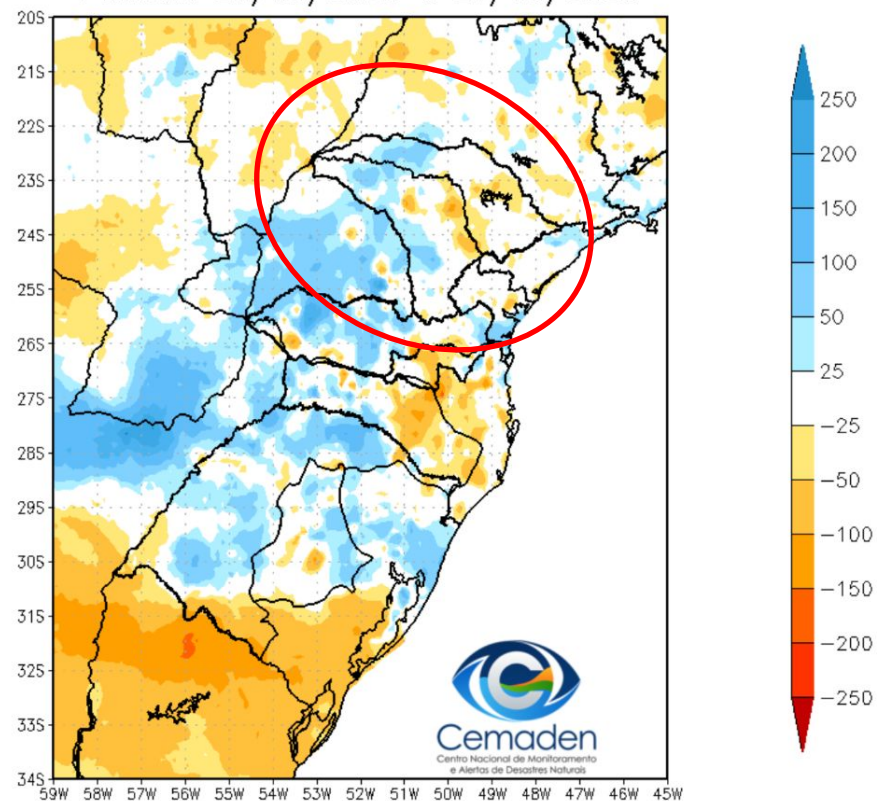 20S
21S
22S
23S
24S
25S
26S
27S
28S
29S
30S
31S
32S
33S
34S
59W 58W 57W 56W 55W 54W 53W 52W 51W 50W 49W 48W 47W 46W 45W
250
200
150
100
50
25
-25
-50
-100
-150
-200
-250
Cemaden
Centro Nacional de Monitoramento
e Alertas de Desastres Naturais